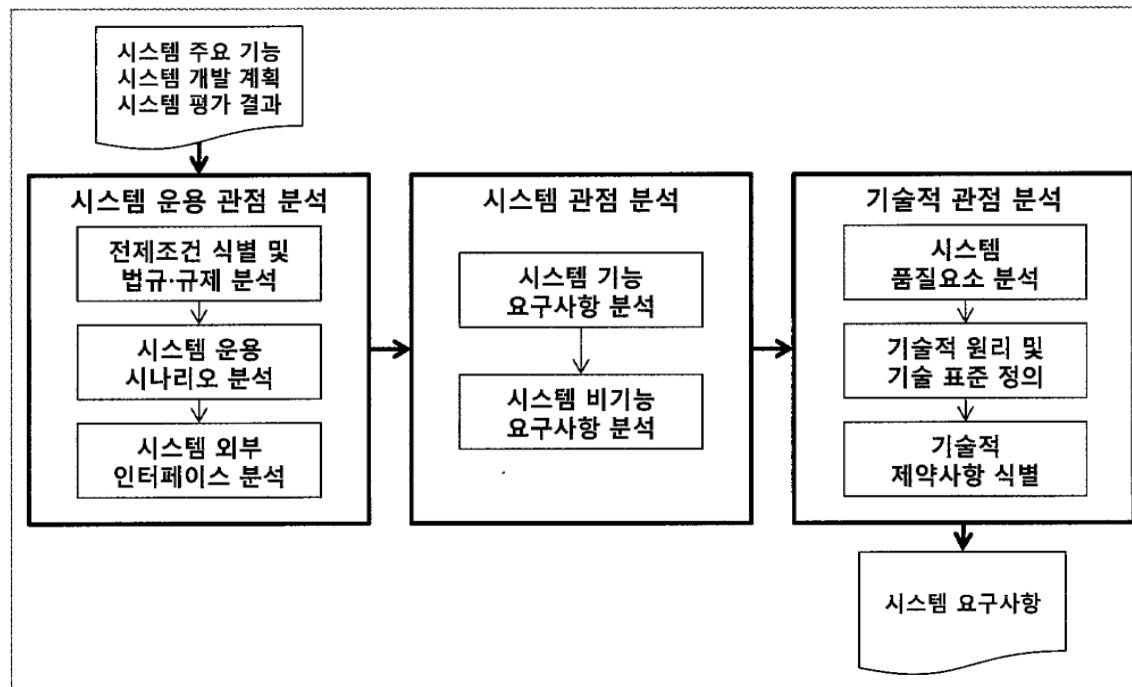 시스템 주요 기능
시스템 개발 계획
시스템 평가 결과
시스템 운용 관점 분석
전제조건 식별 및
법규·규제 분석
시스템 운용
시나리오 분석
시스템 외부
인터페이스 분석
시스템 관점 분석
시스템 기능
요구사항 분석
시스템 비기능
요구사항 분석
기술적 관점 분석
시스템
품질요소 분석
기술적 원리 및
기술 표준 정의
기술적
제약사항 식별
시스템 요구사항